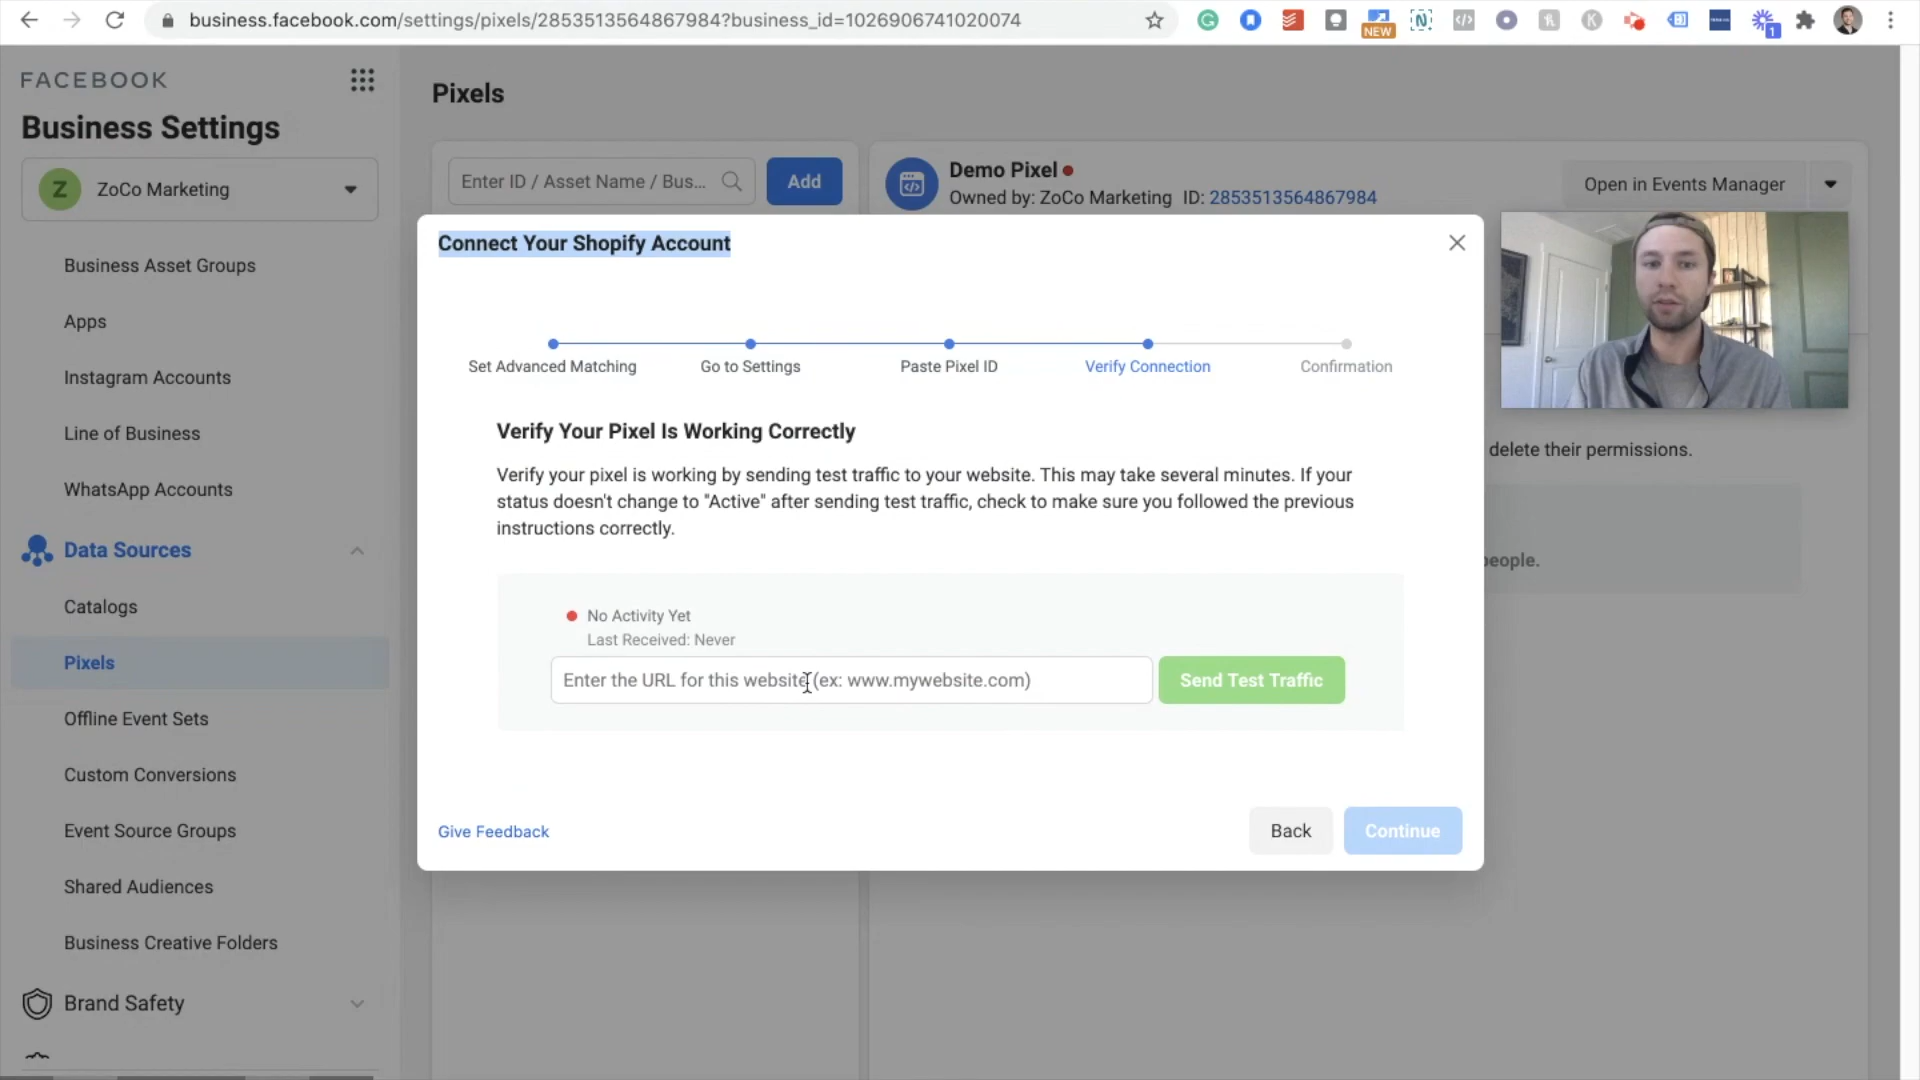 business.facebook.com/settings/pixels/2853513564867984?business_id=1026906741020074
NEW
1
FACEBOOK
Business Settings
Z ZoCo Marketing
Business Asset Groups
Apps
Instagram Accounts
Line of Business
WhatsApp Accounts
Data Sources
Catalogs
Pixels
Offline Event Sets
Custom Conversions
Event Source Groups
Shared Audiences
Business Creative Folders
Brand Safety
Pixels
Enter ID / Asset Name / Bus...
Add
Demo Pixel
Owned by: ZoCo Marketing ID: 2853513564867984
Open in Events Manager
delete their permissions.
people.
Connect Your Shopify Account
Set Advanced Matching
Go to Settings
Paste Pixel ID
Verify Connection
Confirmation
Verify Your Pixel Is Working Correctly
Verify your pixel is working by sending test traffic to your website. This may take several minutes. If your
status doesn't change to "Active" after sending test traffic, check to make sure you followed the previous
instructions correctly.
No Activity Yet
Last Received: Never
Enter the URL for this website (ex: www.mywebsite.com)
Send Test Traffic
Give Feedback
Back
Continue